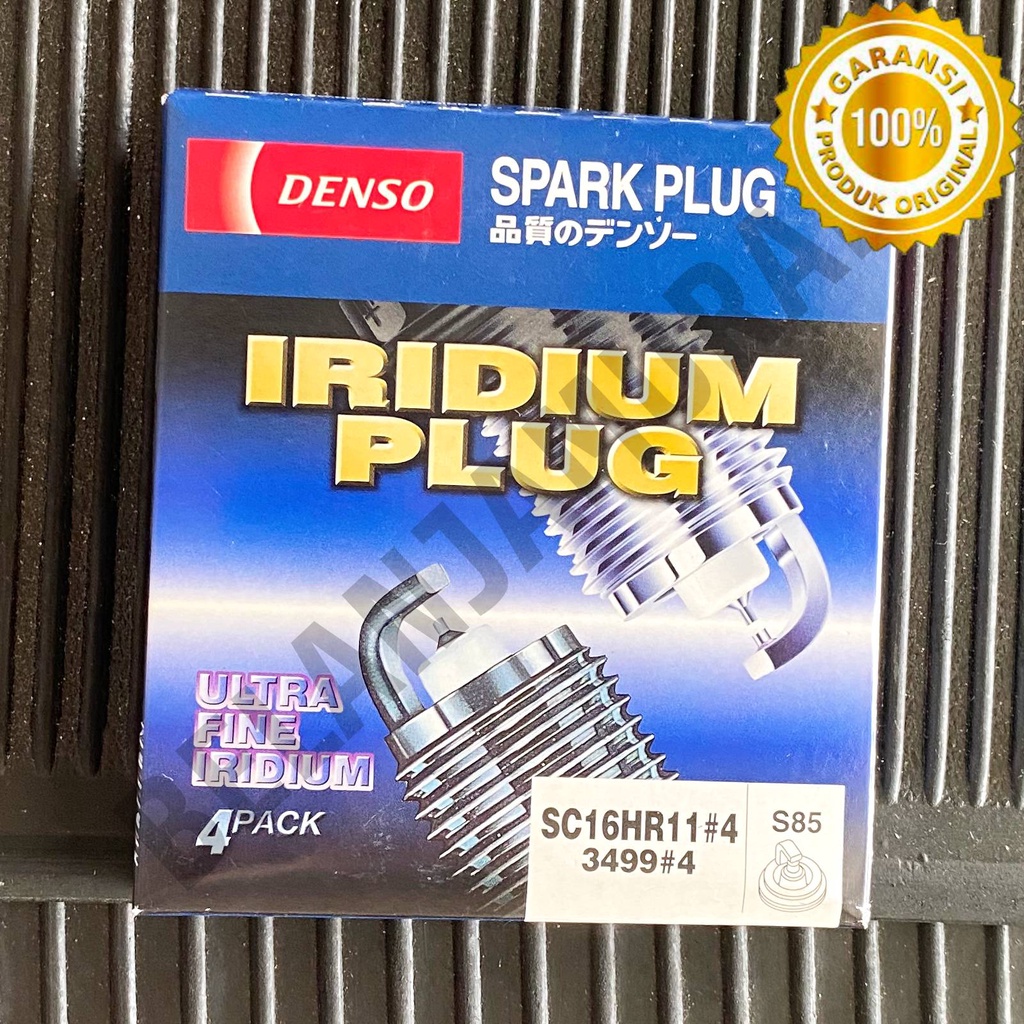 GARANSI
100%
PRODUK ORIGINAL
DENSO
SPARK PLUG
品質のデンソー
IRIDIUM
PLUG
ULTRA
FINE
IRIDIUM
4PACK
SC16HR11#4
3499#4
S85